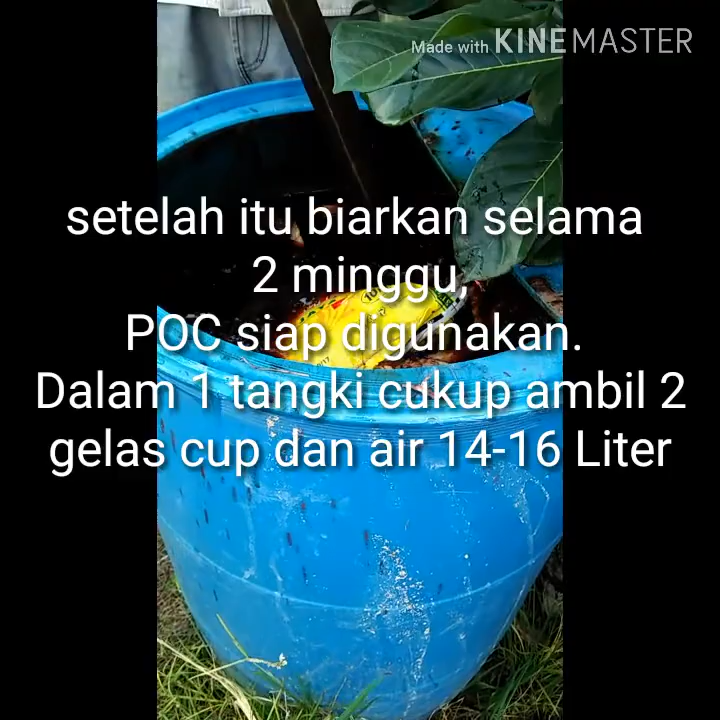 Made with KINEMASTER
setelah itu biarkan selama
2 minggu,
POC siap digunakan.
Dalam 1 tangki cukup ambil 2
gelas cup dan air 14-16 Liter